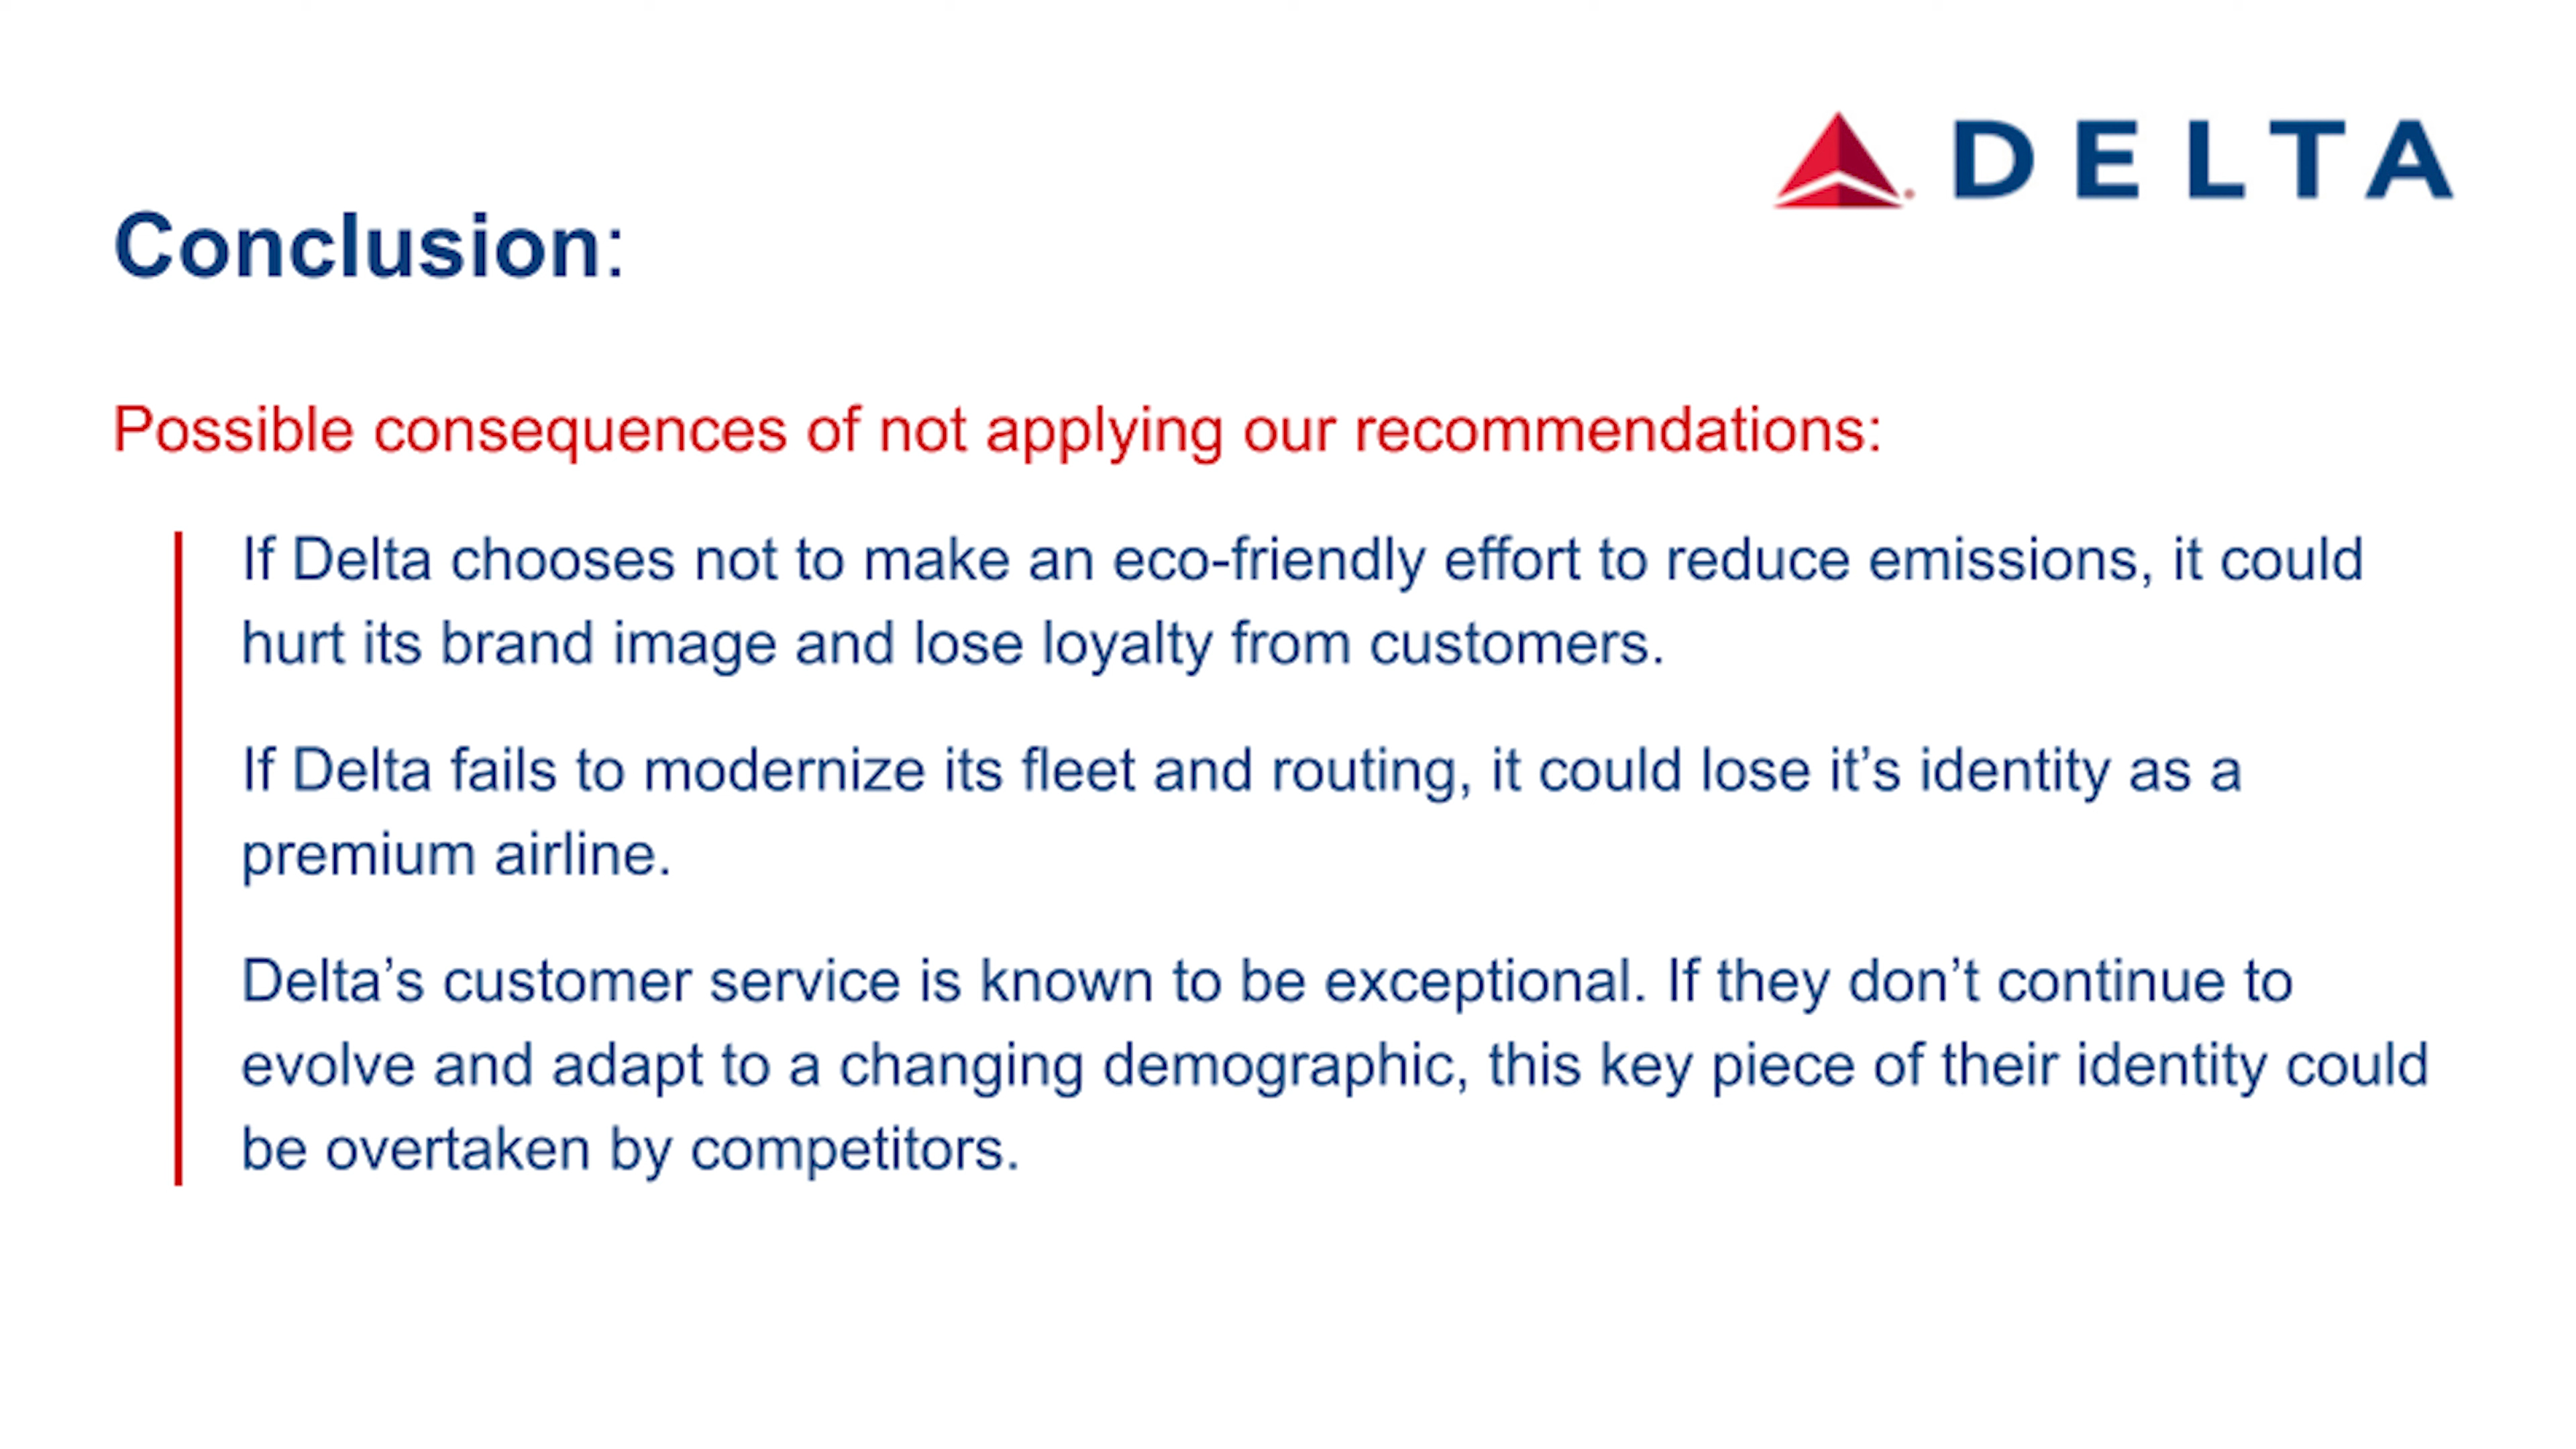 DELTA
Conclusion:
Possible consequences of not applying our recommendations:
If Delta chooses not to make an eco-friendly effort to reduce emissions, it could
hurt its brand image and lose loyalty from customers.
If Delta fails to modernize its fleet and routing, it could lose it’s identity as a
premium airline.
Delta’s customer service is known to be exceptional. If they don’t continue to
evolve and adapt to a changing demographic, this key piece of their identity could
be overtaken by competitors.